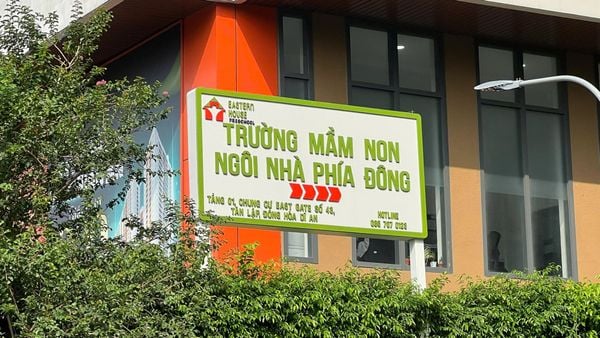 EASTERN
HOUSE
PRESCHOOL
TRƯỜNG MẦM NON
NGÔI NHÀ PHÍA ĐÔNG
TẦNG 01, CHUNG CƯ EAST GATE SỐ 43,
TÂN LẬP, ĐÔNG HÒA DĨ AN
HOTLINE